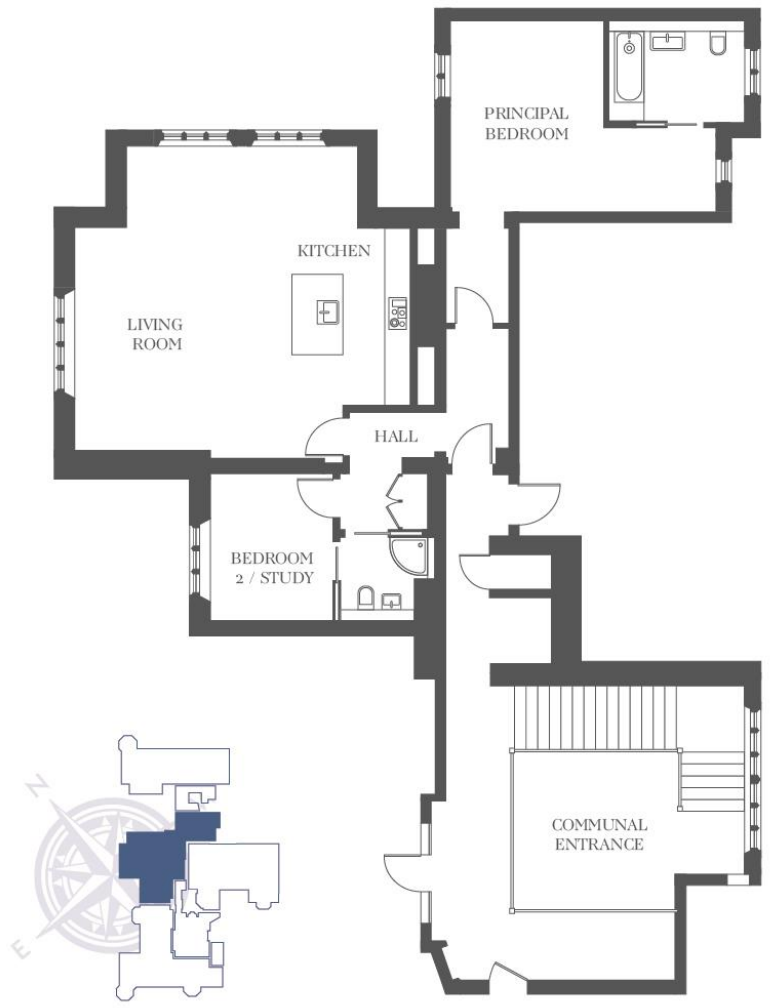 PRINCIPAL
BEDROOM
KITCHEN
LIVING
ROOM
HALL
BEDROOM
2 / STUDY
COMMUNAL
ENTRANCE
N
E